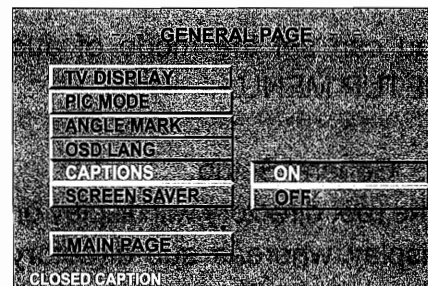 GENERAL PAGE
TV DISPLAY
PIC MODE
ANGLE MARK
OSD LANG
CAPTIONS ON
SCREEN SAVER OFF
MAIN PAGE
CLOSED CAPTION